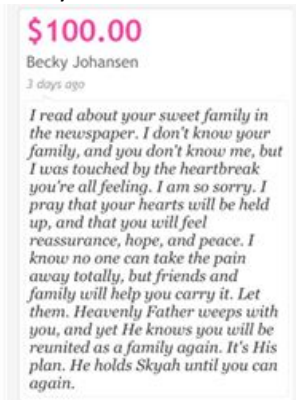 $100.00
Becky Johansen
3 days ago
I read about your sweet family in
the newspaper. I don't know your
family, and you don't know me, but
I was touched by the heartbreak
you're all feeling. I am so sorry. I
pray that your hearts will be held
up, and that you will feel
reassurance, hope, and peace. I
know no one can take the pain
away totally, but friends and
family will help you carry it. Let
them. Heavenly Father weeps with
you, and yet He knows you will be
reunited as a family again. It's His
plan. He holds Skyah until you can
again.